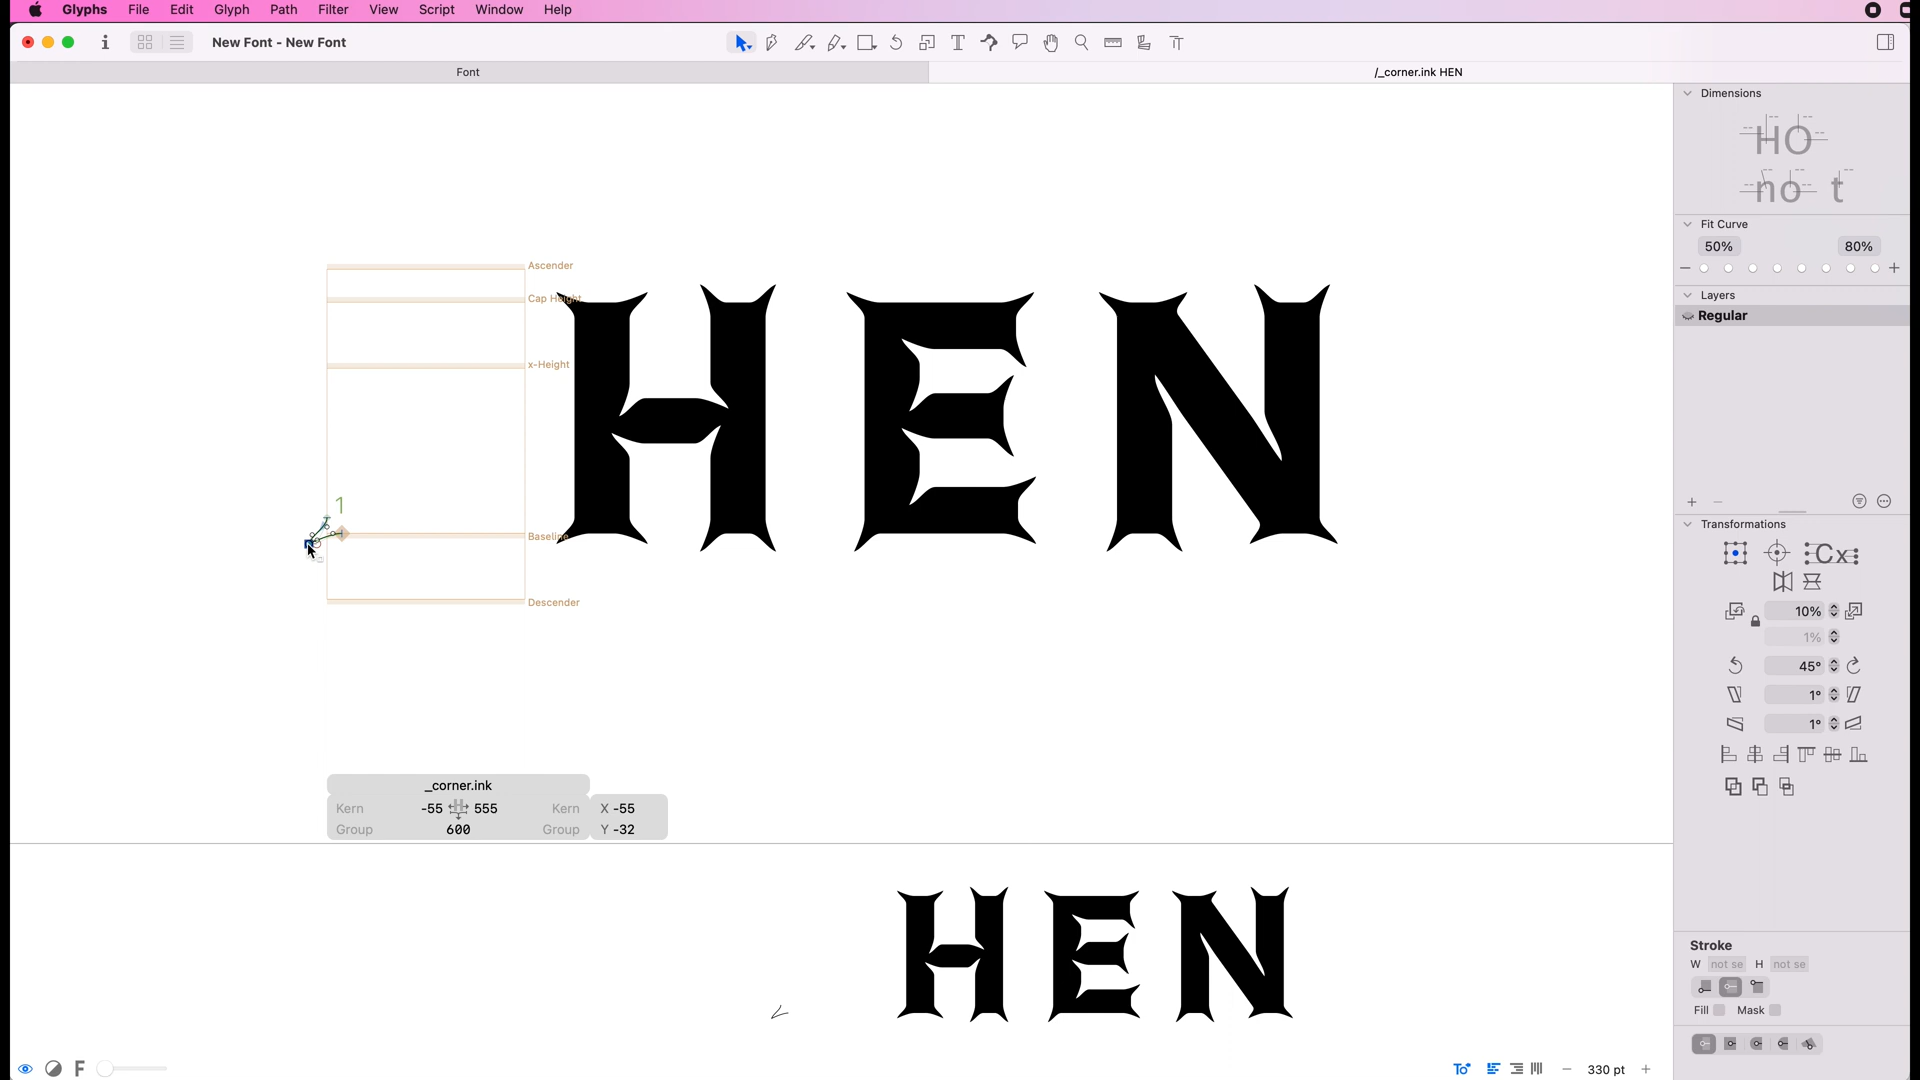 Glyphs File Edit Glyph Path Filter View Script Window Help
New Font - New Font
Font
/_corner.ink HEN
Dimensions
HO
no t
Fit Curve
50% 80%
Layers
Regular
Ascender
Cap Height
x-Height
1
Baseline
Descender
HEN
Transformations
Cx
10%
1%
45°
1°
1°
_corner.ink
Kern -55 H 555 Kern
Group 600 Group
X -55
Y -32
HEN
Stroke
W not se H not se
Fill Mask
F
330 pt